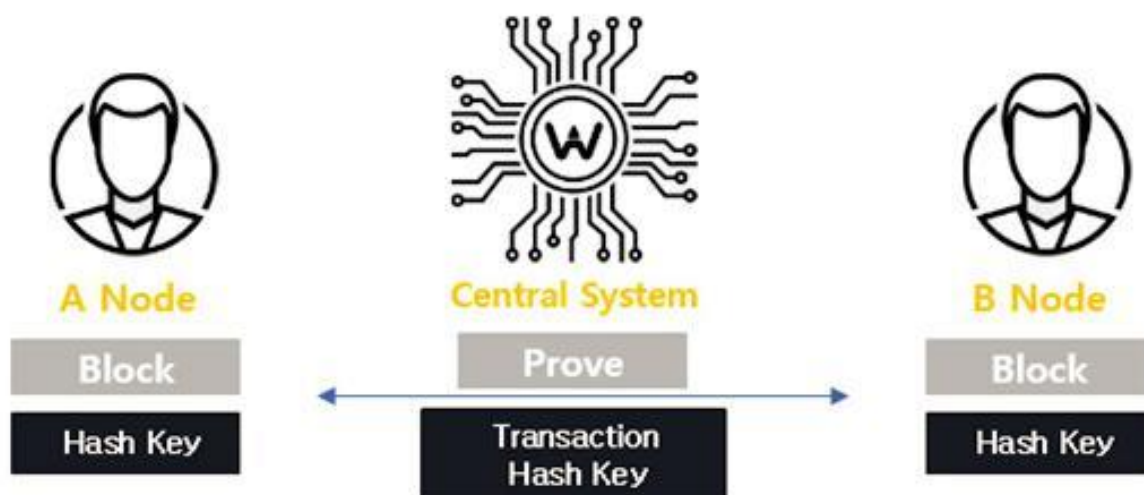 W
A Node
Central System
B Node
Block
Prove
Block
Hash Key
Transaction
Hash Key
Hash Key